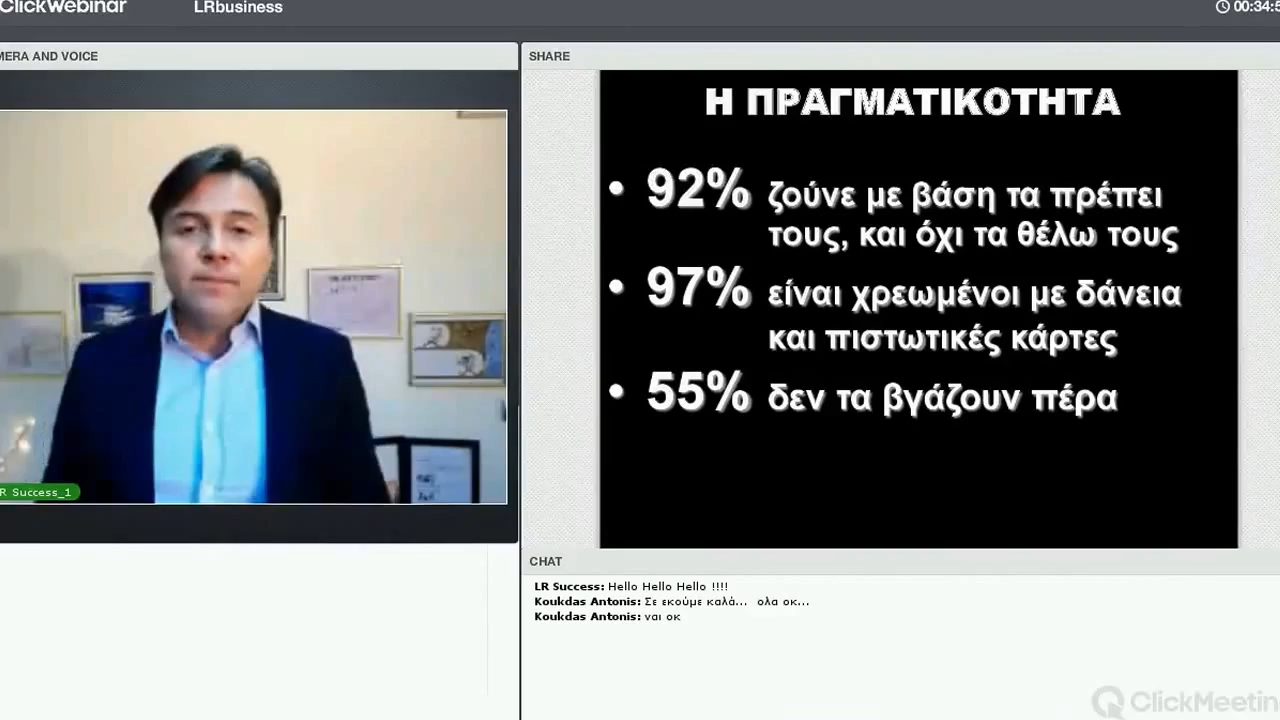 ClickWebinar
LRbusiness
00:34:5
MERA AND VOICE
SHARE
R Success_1
Η ΠΡΑΓΜΑΤΙΚΟΤΗΤΑ
• 92% ζούνε με βάση τα πρέπει
τους, και όχι τα θέλω τους
• 97% είναι χρεωμένοι με δάνεια
και πιστωτικές κάρτες
• 55% δεν τα βγάζουν πέρα
CHAT
LR Success: Hello Hello Hello !!!!
Koukdas Antonis: Σε εκούμε καλά... ολα οκ...
Koukdas Antonis: ναι οκ
ClickMeetin